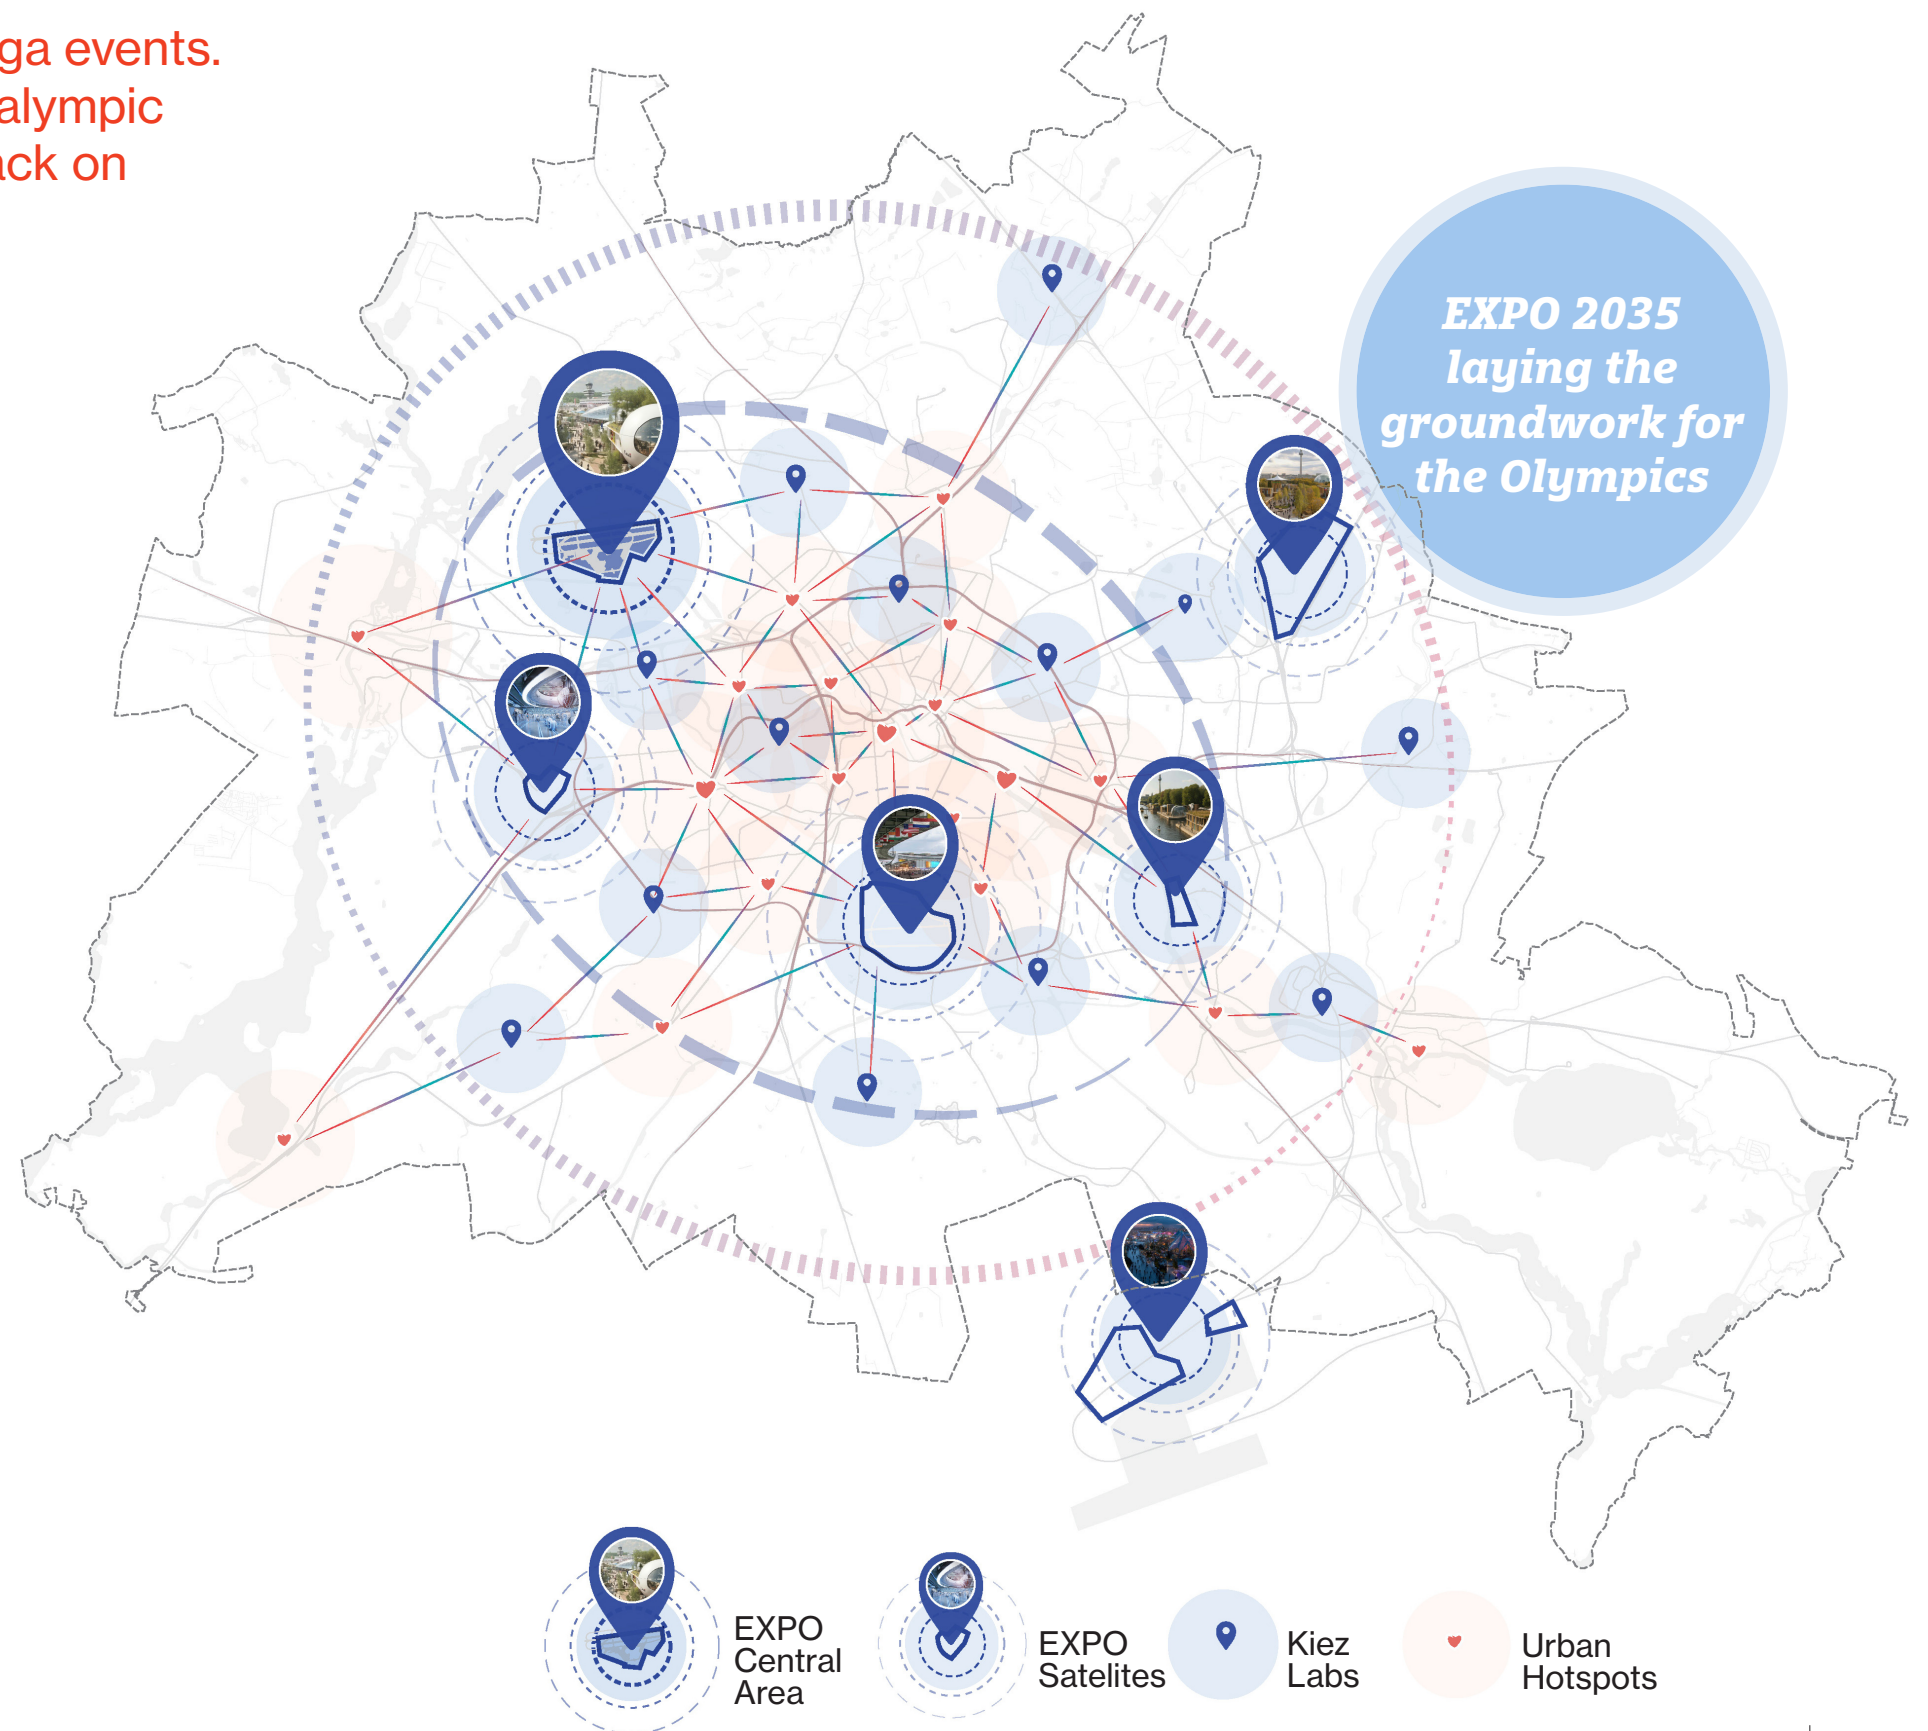 ga events.
alympic
ack on
EXPO 2035
laying the
groundwork for
the Olympics
EXPO
Central
Area
EXPO
Satelites
Kiez
Labs
Urban
Hotspots